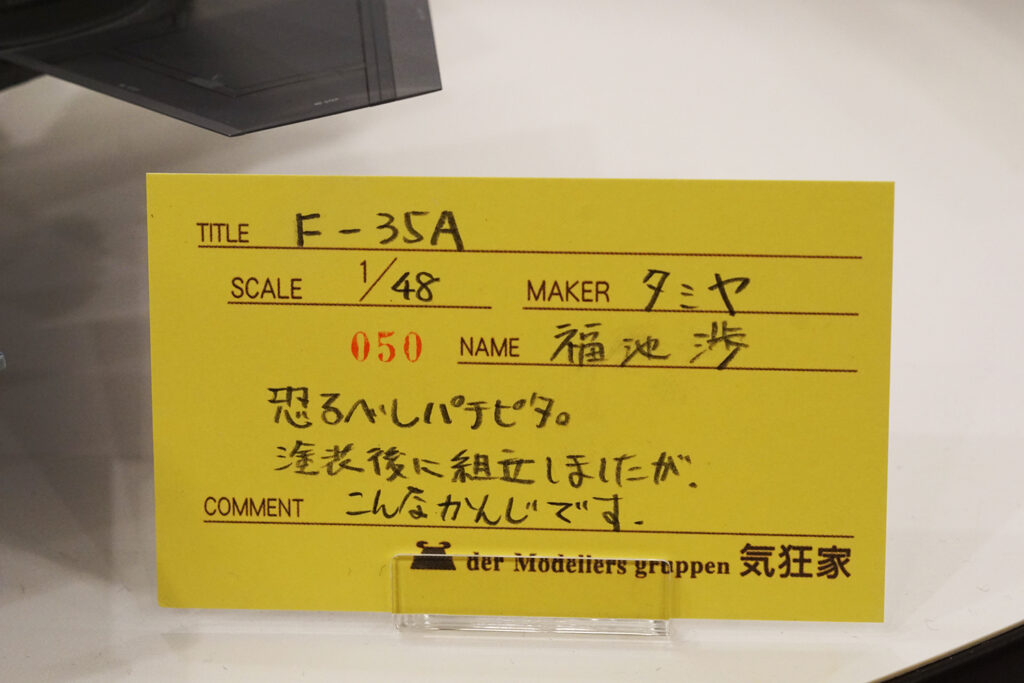 TITLE F-35A
SCALE 1/48 MAKER タミヤ
050 NAME 福池 渉
恐るべしパチピタ。
塗装後に組立しましたが、
COMMENT こんなかんじです.
der Modellers gruppen 気狂家